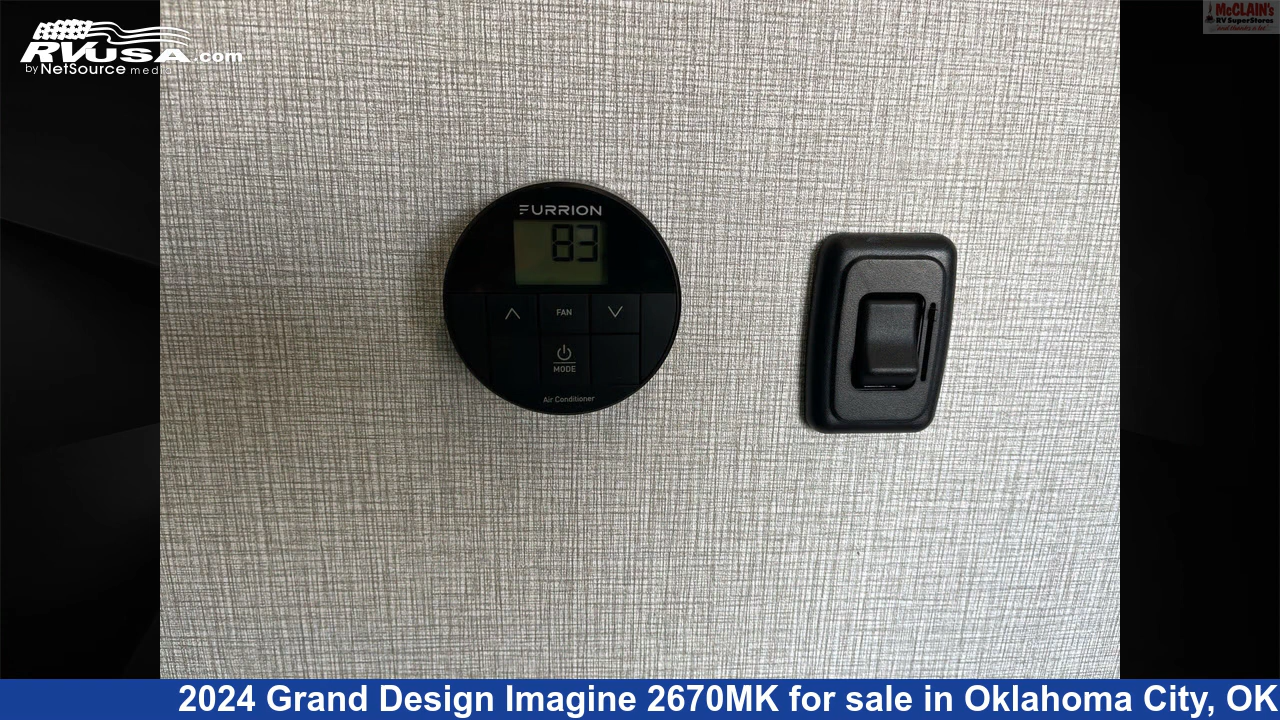 RVUSA.com
by NetSource media
McCLAIN's
RV SuperStores
FURRION
83
FAN
MODE
Air Conditioner
2024 Grand Design Imagine 2670MK for sale in Oklahoma City, OK